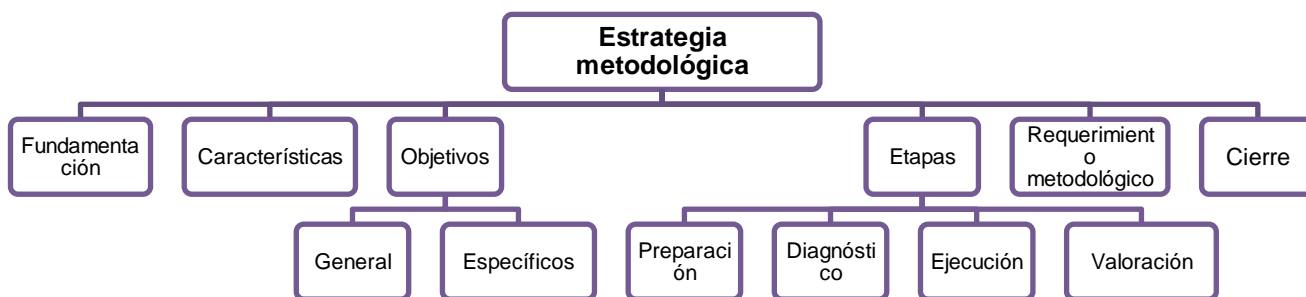 Estrategia
metodológica
Fundamenta
ción
Características
Objetivos
Etapas
Requerimient
o
metodológico
Cierre
General
Específicos
Preparaci
ón
Diagnósti
co
Ejecución
Valoración